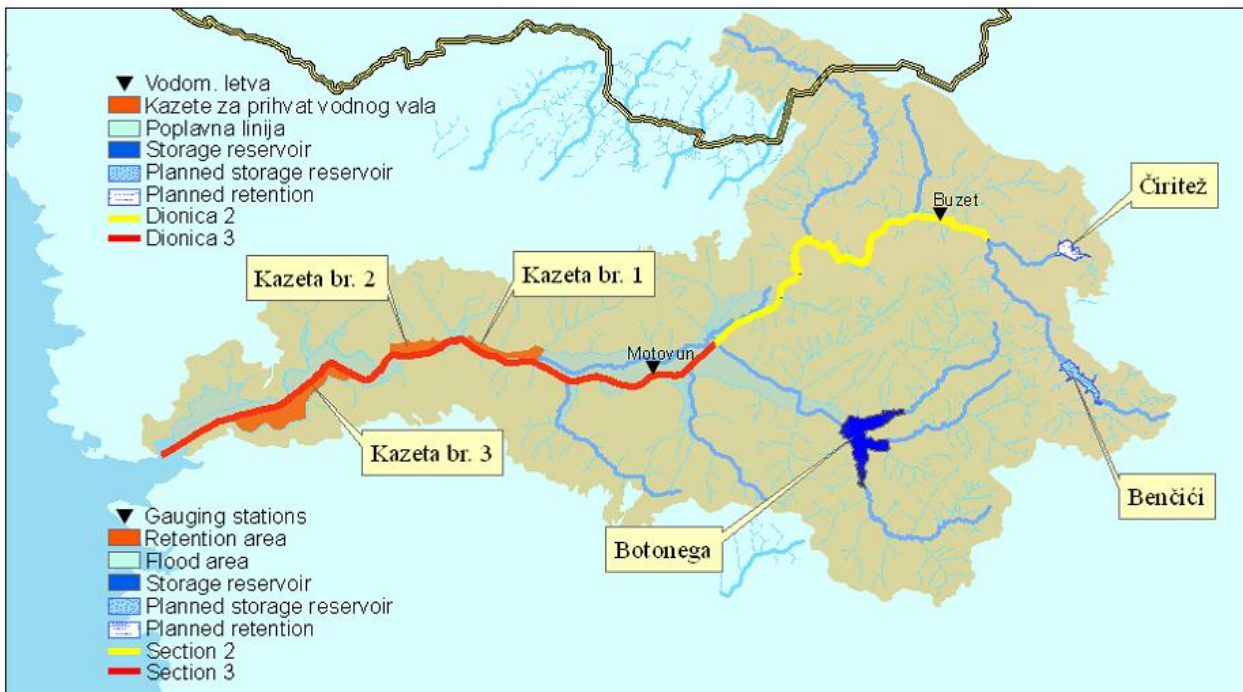 Vodom. letva
Kazete za prihvat vodnog vala
Poplavna linija
Storage reservoir
Planned storage reservoir
Planned retention
Dionica 2
Dionica 3
Čiritež
Buzet
Kazeta br. 2
Kazeta br. 1
Motovun
Kazeta br. 3
Benčići
Botonega
Gauging stations
Retention area
Flood area
Storage reservoir
Planned storage reservoir
Planned retention
Section 2
Section 3